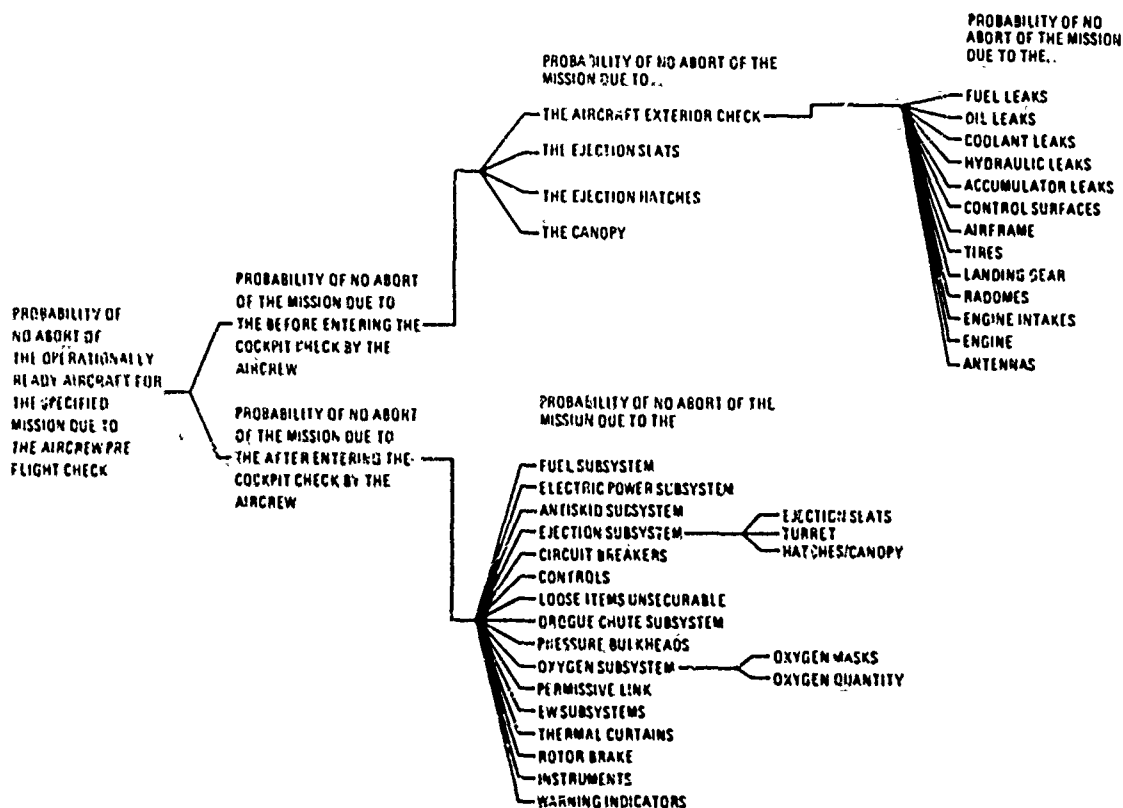 PROBABILITY OF
NO ABORT OF
THE OPERATIONALLY
READY AIRCRAFT FOR
THE SPECIFIED
MISSION DUE TO
THE AIRCREW PRE
FLIGHT CHECK
PROBABILITY OF NO ABORT
OF THE MISSION DUE TO
THE BEFORE ENTERING THE
COCKPIT CHECK BY THE
AIRCREW
PROBABILITY OF NO ABORT
OF THE MISSION DUE TO
THE AFTER ENTERING THE
COCKPIT CHECK BY THE
AIRCREW
PROBABILITY OF NO ABORT OF THE
MISSION DUE TO..
THE AIRCRAFT EXTERIOR CHECK
THE EJECTION SEATS
THE EJECTION HATCHES
THE CANOPY
PROBABILITY OF NO
ABORT OF THE MISSION
DUE TO THE..
FUEL LEAKS
OIL LEAKS
COOLANT LEAKS
HYDRAULIC LEAKS
ACCUMULATOR LEAKS
CONTROL SURFACES
AIRFRAME
TIRES
LANDING GEAR
RADOMES
ENGINE INTAKES
ENGINE
ANTENNAS
PROBABILITY OF NO ABORT OF THE
MISSION DUE TO THE
FUEL SUBSYSTEM
ELECTRIC POWER SUBSYSTEM
ANTISKID SUBSYSTEM
EJECTION SUBSYSTEM
EJECTION SEATS
TURRET
HATCHES/CANOPY
CIRCUIT BREAKERS
CONTROLS
LOOSE ITEMS UNSECURABLE
DROGUE CHUTE SUBSYSTEM
PRESSURE BULKHEADS
OXYGEN SUBSYSTEM
OXYGEN MASKS
OXYGEN QUANTITY
PERMISSIVE LINK
EW SUBSYSTEMS
THERMAL CURTAINS
ROTOR BRAKE
INSTRUMENTS
WARNING INDICATORS